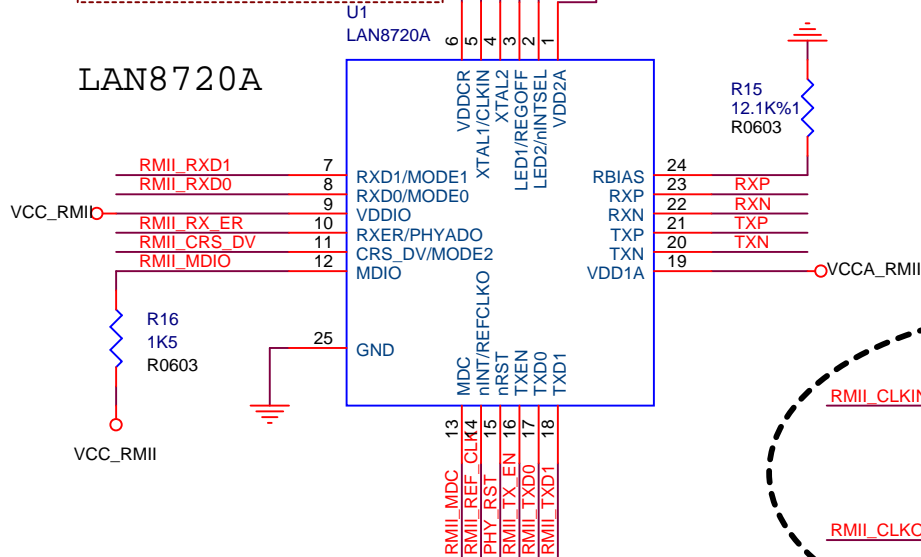 U1
LAN8720A
LAN8720A
6
5
4
3
2
1
VDDCR
XTAL1/CLKIN
XTAL2
LED1/REGOFF
LED2/nINTSEL
VDD2A
R15
12.1K%1
R0603
RMII_RXD1
7
RXD1/MODE1
RMII_RXD0
8
RXD0/MODE0
VCC_RMII
9
VDDIO
RMII_RX_ER
10
RXER/PHYADO
RMII_CRS_DV
11
CRS_DV/MODE2
RMII_MDIO
12
MDIO
RBIAS
24
RXP
23
RXP
RXN
22
RXN
TXP
21
TXP
TXN
20
TXN
VDD1A
19
VCCA_RMII
R16
1K5
R0603
VCC_RMII
25
GND
MDC
nINT/REFCLKO
nRST
TXEN
TXD0
TXD1
13
14
15
16
17
18
RMII_MDC
RMII_REF_CLK
PHY_RST
RMII_TX_EN
RMII_TXD0
RMII_TXD1
RMII_CLKIN
RMII_CLKO